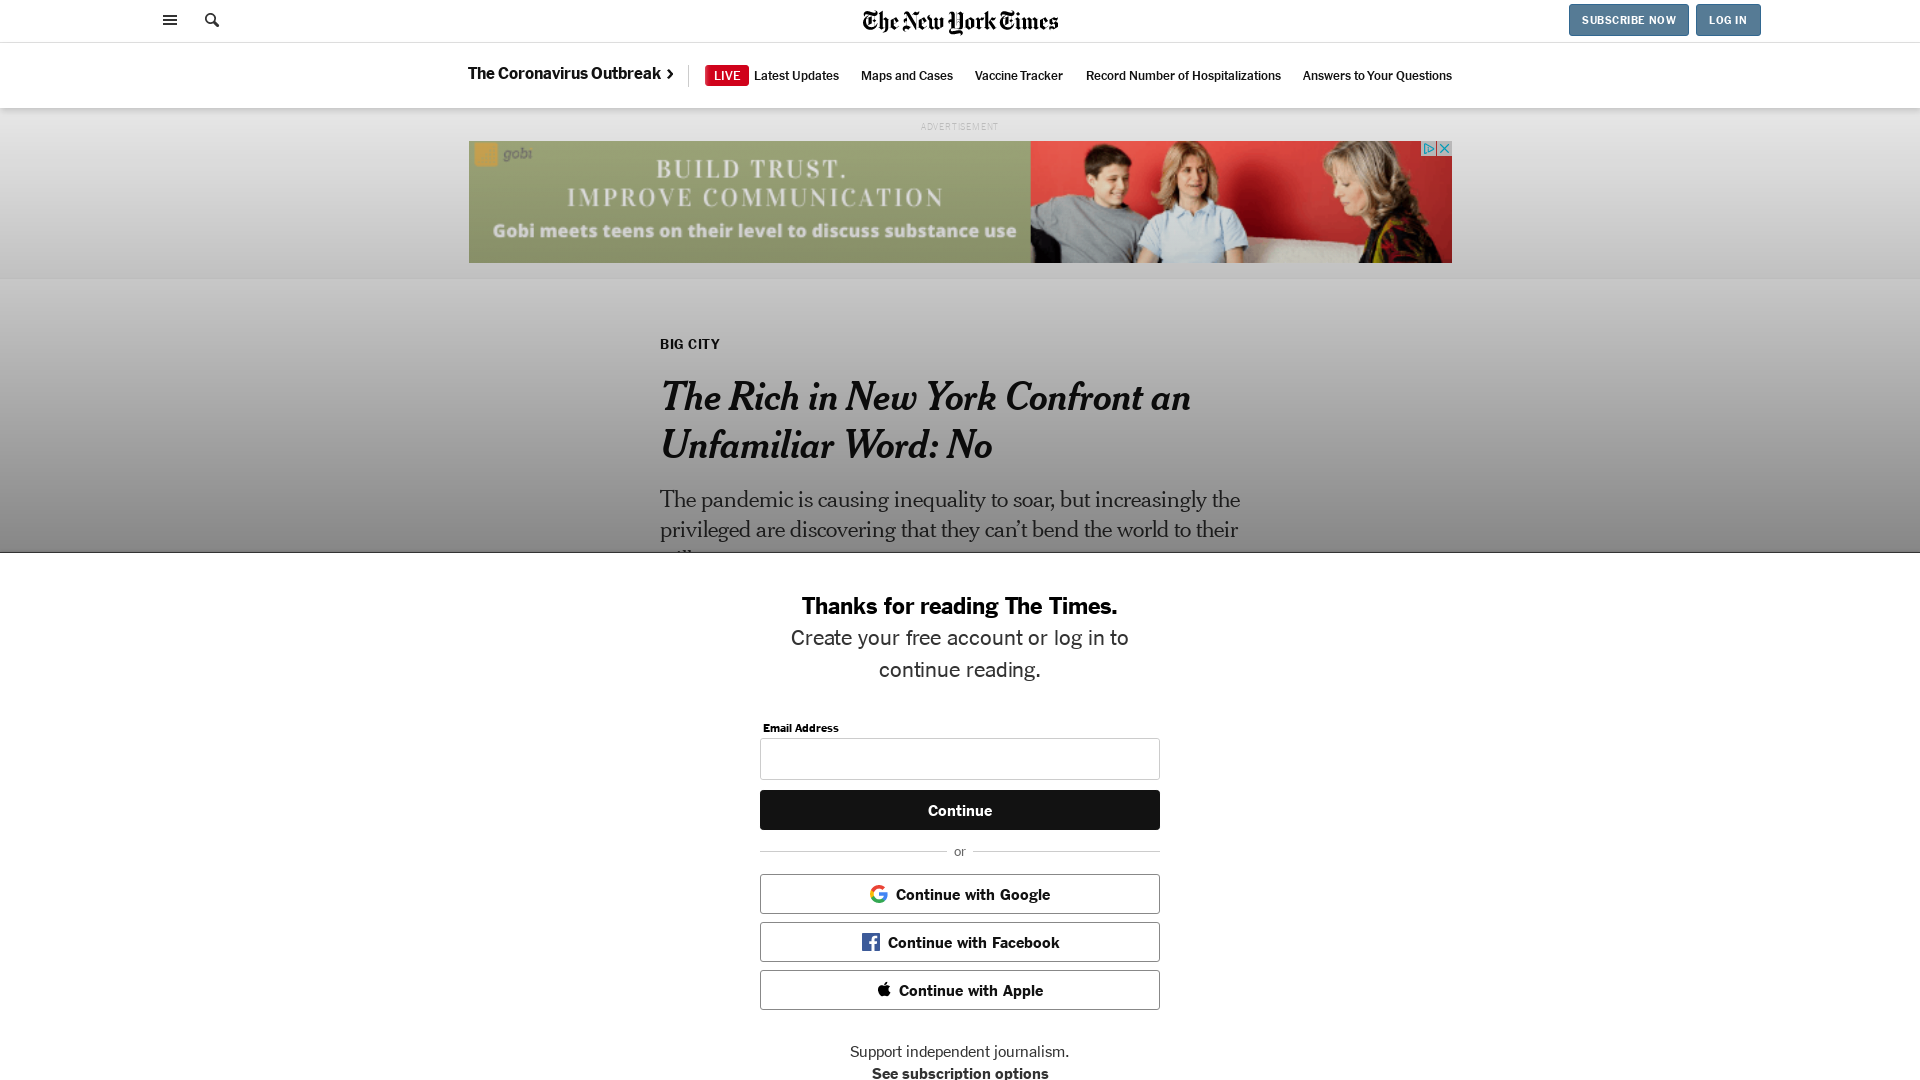 The New York Times
SUBSCRIBE NOW
LOG IN
The Coronavirus Outbreak
LIVE Latest Updates
Maps and Cases
Vaccine Tracker
Record Number of Hospitalizations
Answers to Your Questions
ADVERTISEMENT
gobi
BUILD TRUST.
IMPROVE COMMUNICATION
Gobi meets teens on their level to discuss substance use
BIG CITY
The Rich in New York Confront an
Unfamiliar Word: No
The pandemic is causing inequality to soar, but increasingly the
privileged are discovering that they can’t bend the world to their
Thanks for reading The Times.
Create your free account or log in to
continue reading.
Email Address
Continue
or
Continue with Google
Continue with Facebook
Continue with Apple
Support independent journalism.
See subscription options